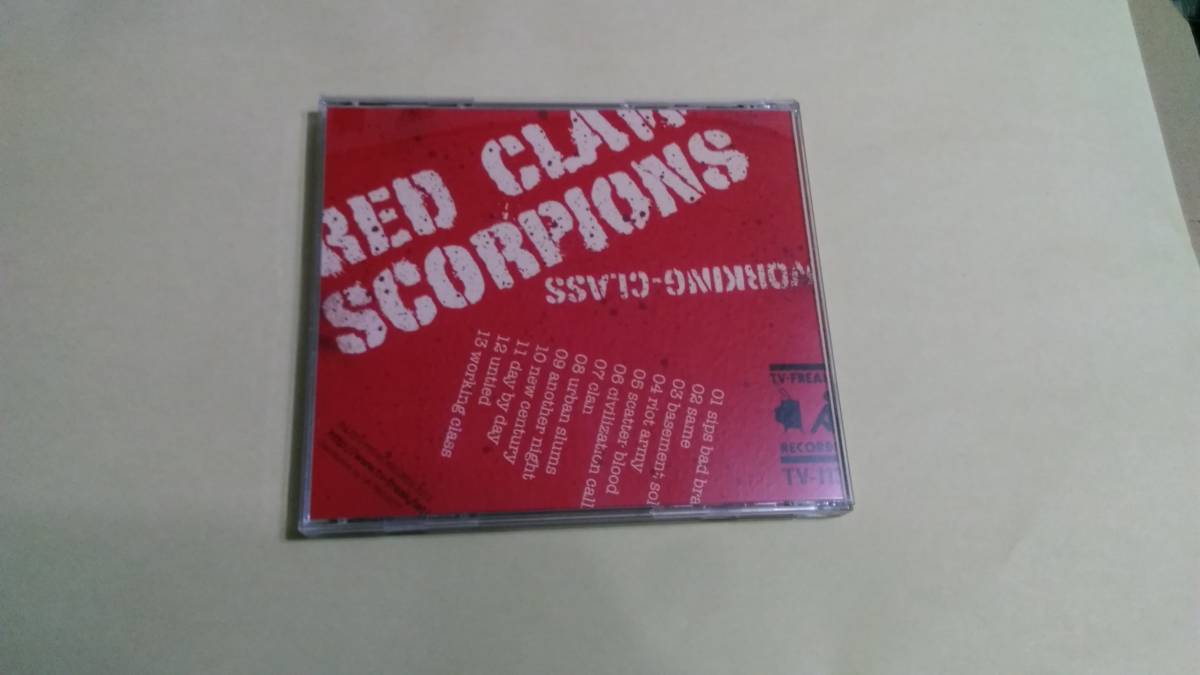 RED CLAW
SCORPIONS
WORKING-CLASS
01 sips bad bra
02 same
03 basement sol
04 riot army
05 scatter blood
06 civilization call
07 clan
08 urban slums
09 another night
10 new century
11 day by day
12 untied
13 working class
TV-FREAK
RECORDS